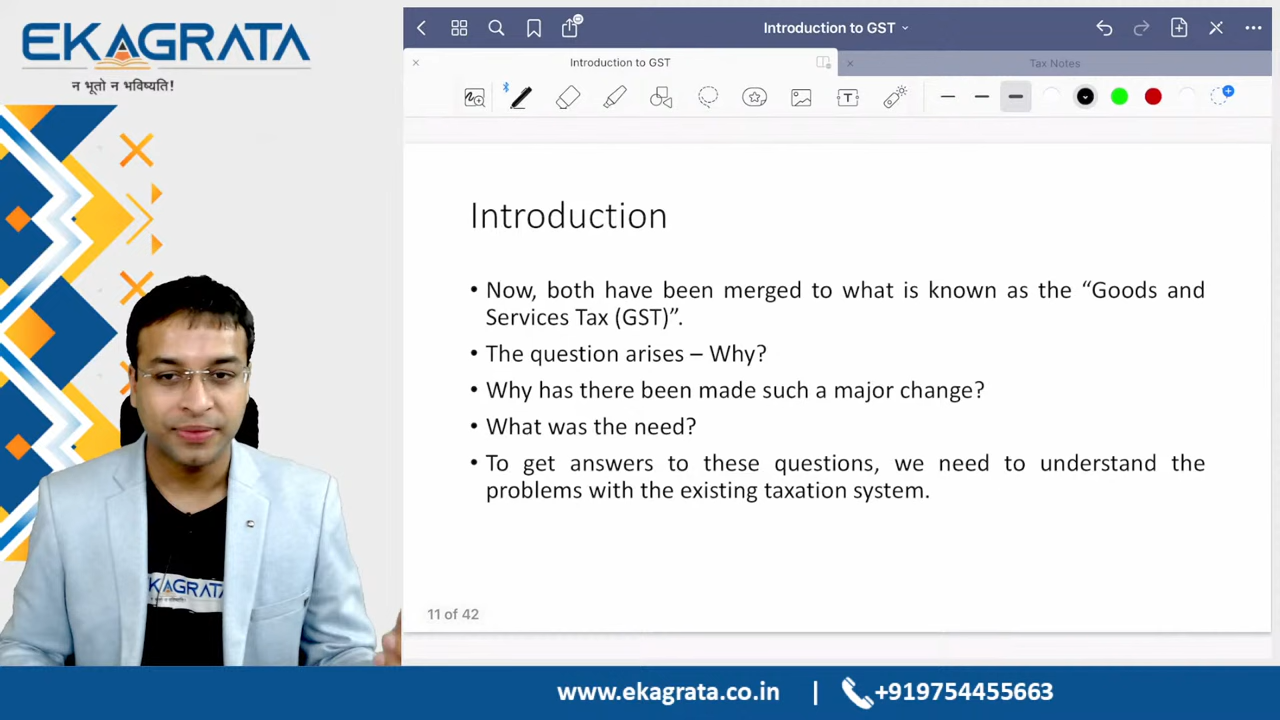 EKAGRATA
न भूतो न भविष्यति!
Introduction to GST
Introduction to GST
Tax Notes
T
Introduction
• Now, both have been merged to what is known as the “Goods and
Services Tax (GST)”.
• The question arises – Why?
• Why has there been made such a major change?
• What was the need?
• To get answers to these questions, we need to understand the
problems with the existing taxation system.
11 of 42
EKAGRATA
www.ekagrata.co.in | +919754455663